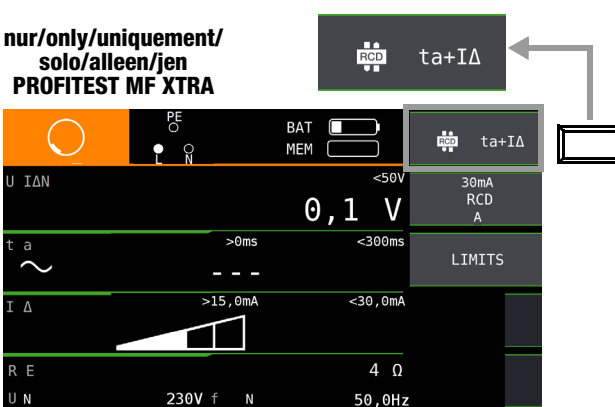 nur/only/uniquement/
solo/alleen/jen
PROFITEST MF XTRA
RCD ta+IΔ
PE
L N
BAT
MEM
RCD ta+IΔ
U IΔN <50V
0,1 V
30mA
RCD
A
t a >0ms <300ms
---
LIMITS
I Δ >15,0mA <30,0mA
R E 4 Ω
U N 230V f N 50,0Hz